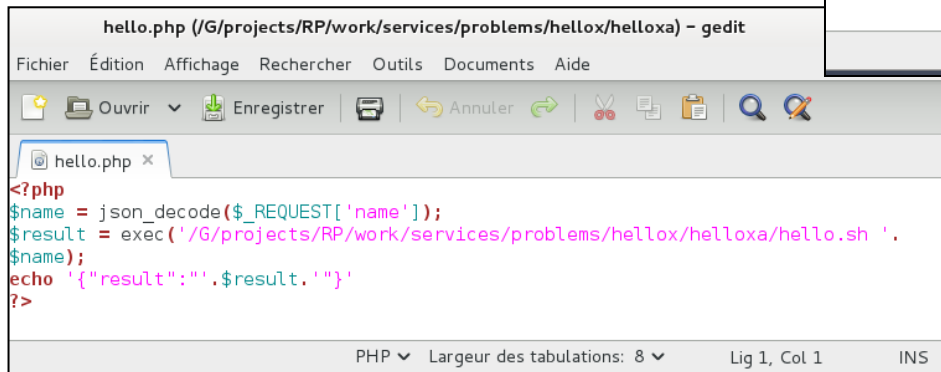 hello.php (/G/projects/RP/work/services/problems/hellox/helloxa) – gedit
Fichier Édition Affichage Rechercher Outils Documents Aide
Ouvrir Enregistrer Annuler
hello.php ×
<?php
$name = json_decode($_REQUEST['name']);
$result = exec('/G/projects/RP/work/services/problems/hellox/helloxa/hello.sh '.
$name);
echo '{"result":"'.$result.'"}'
?>
PHP Largeur des tabulations: 8 Lig 1, Col 1 INS